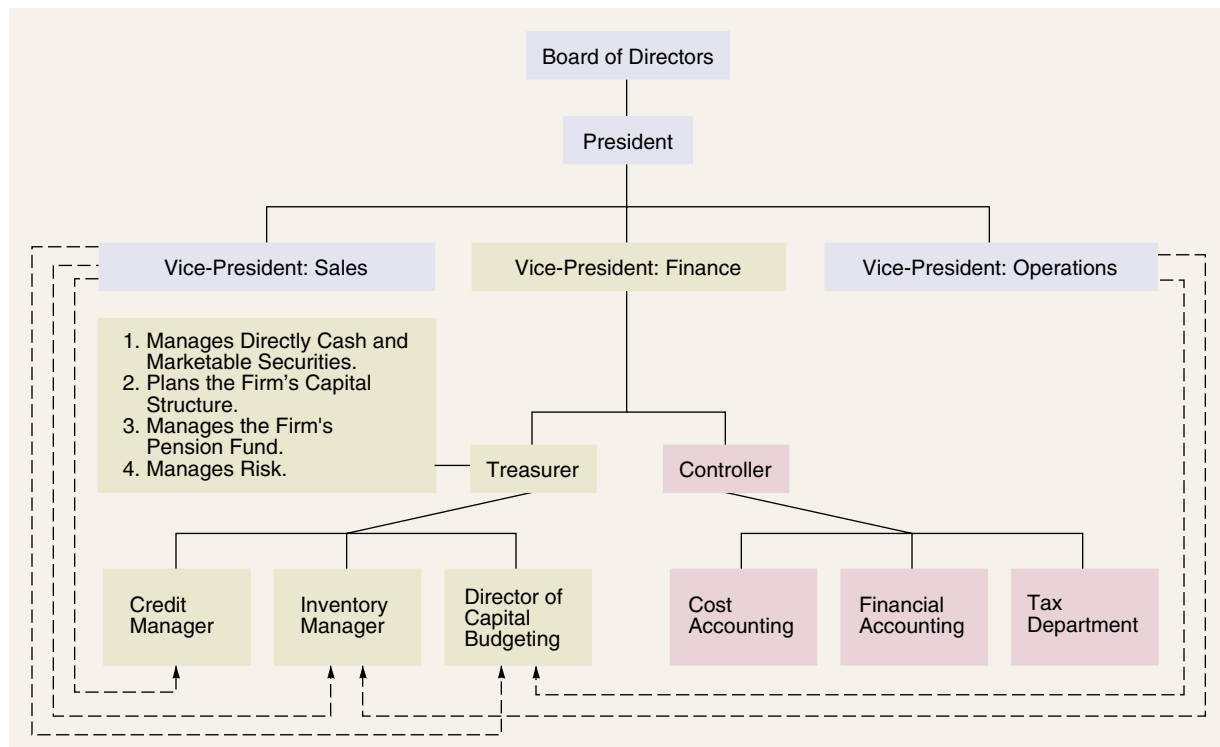 Board of Directors
President
Vice-President: Sales
Vice-President: Finance
Vice-President: Operations
1. Manages Directly Cash and
Marketable Securities.
2. Plans the Firm’s Capital
Structure.
3. Manages the Firm's
Pension Fund.
4. Manages Risk.
Treasurer
Controller
Credit
Manager
Inventory
Manager
Director of
Capital
Budgeting
Cost
Accounting
Financial
Accounting
Tax
Department